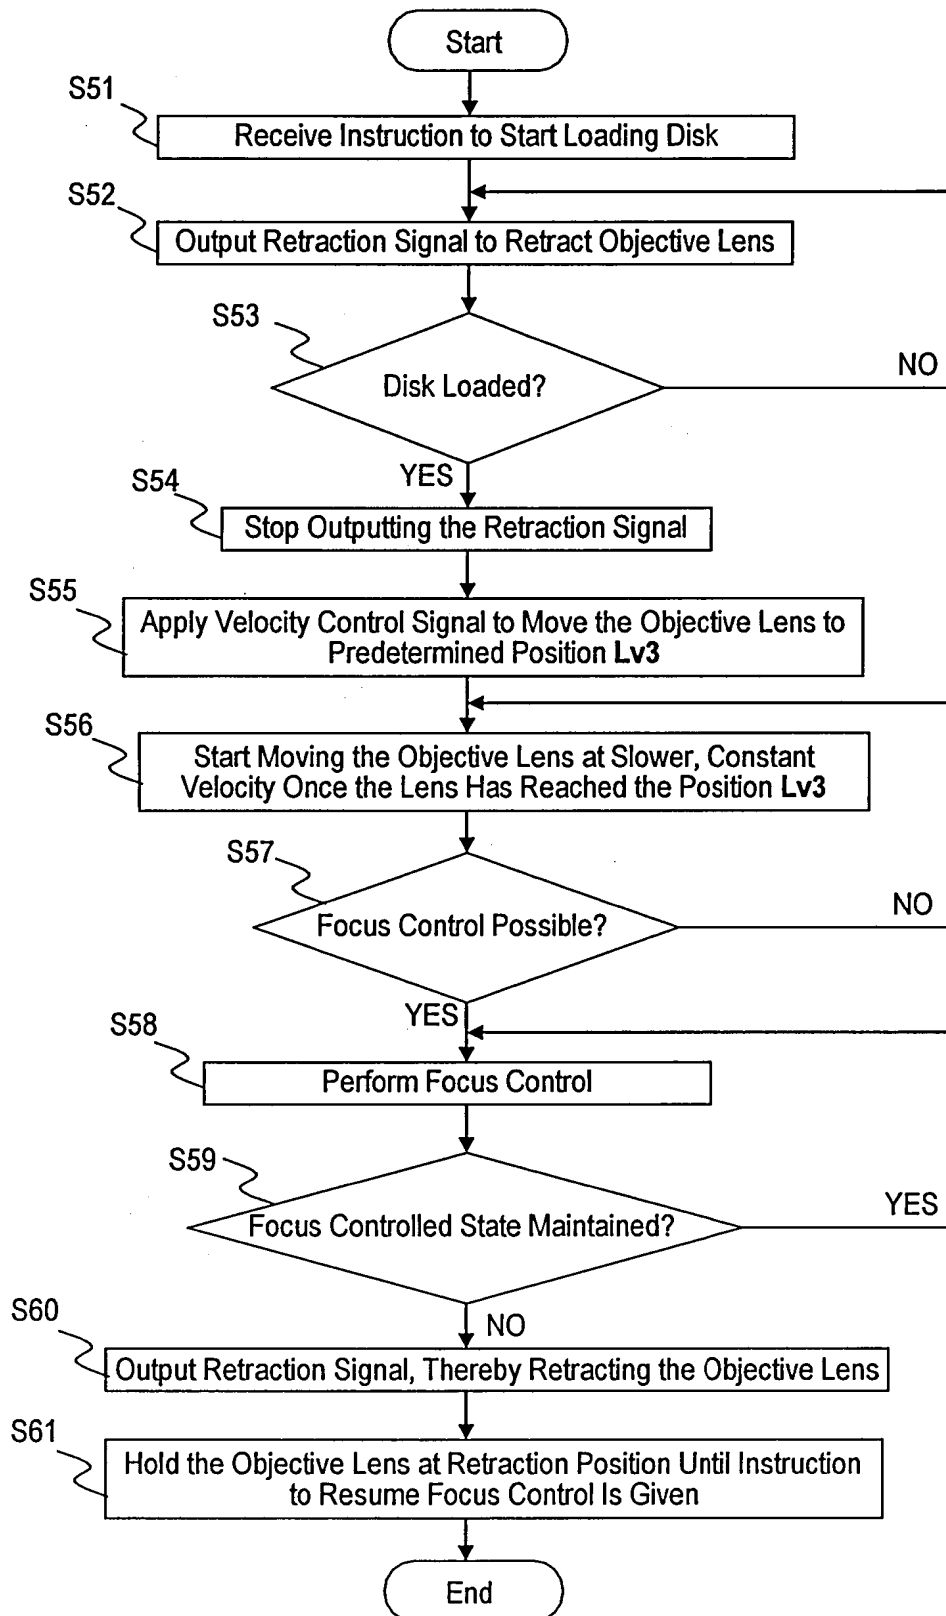 Start
S51
Receive Instruction to Start Loading Disk
S52
Output Retraction Signal to Retract Objective Lens
S53
Disk Loaded?
NO
YES
S54
Stop Outputting the Retraction Signal
S55
Apply Velocity Control Signal to Move the Objective Lens to
Predetermined Position Lv3
S56
Start Moving the Objective Lens at Slower, Constant
Velocity Once the Lens Has Reached the Position Lv3
S57
Focus Control Possible?
NO
YES
S58
Perform Focus Control
S59
Focus Controlled State Maintained?
YES
NO
S60
Output Retraction Signal, Thereby Retracting the Objective Lens
S61
Hold the Objective Lens at Retraction Position Until Instruction
to Resume Focus Control Is Given
End